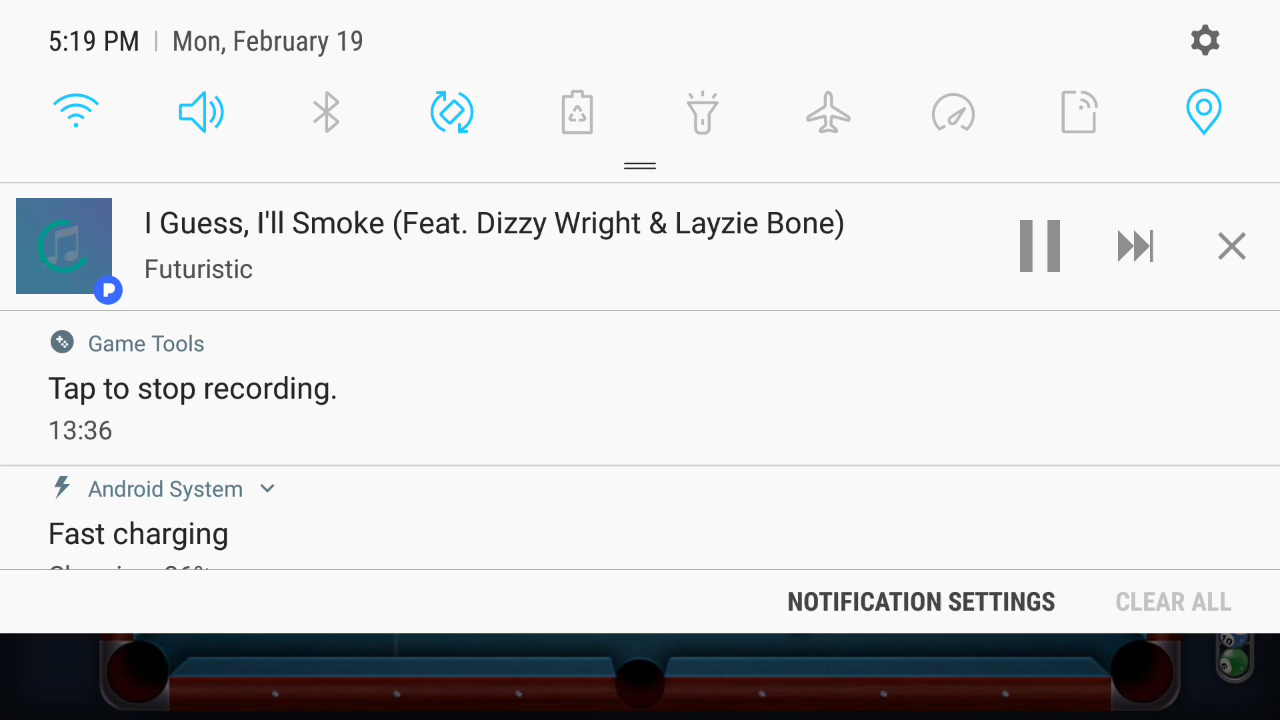 5:19 PM | Mon, February 19
I Guess, I'll Smoke (Feat. Dizzy Wright & Layzie Bone)
Futuristic
Game Tools
Tap to stop recording.
13:36
Android System
Fast charging
NOTIFICATION SETTINGS CLEAR ALL